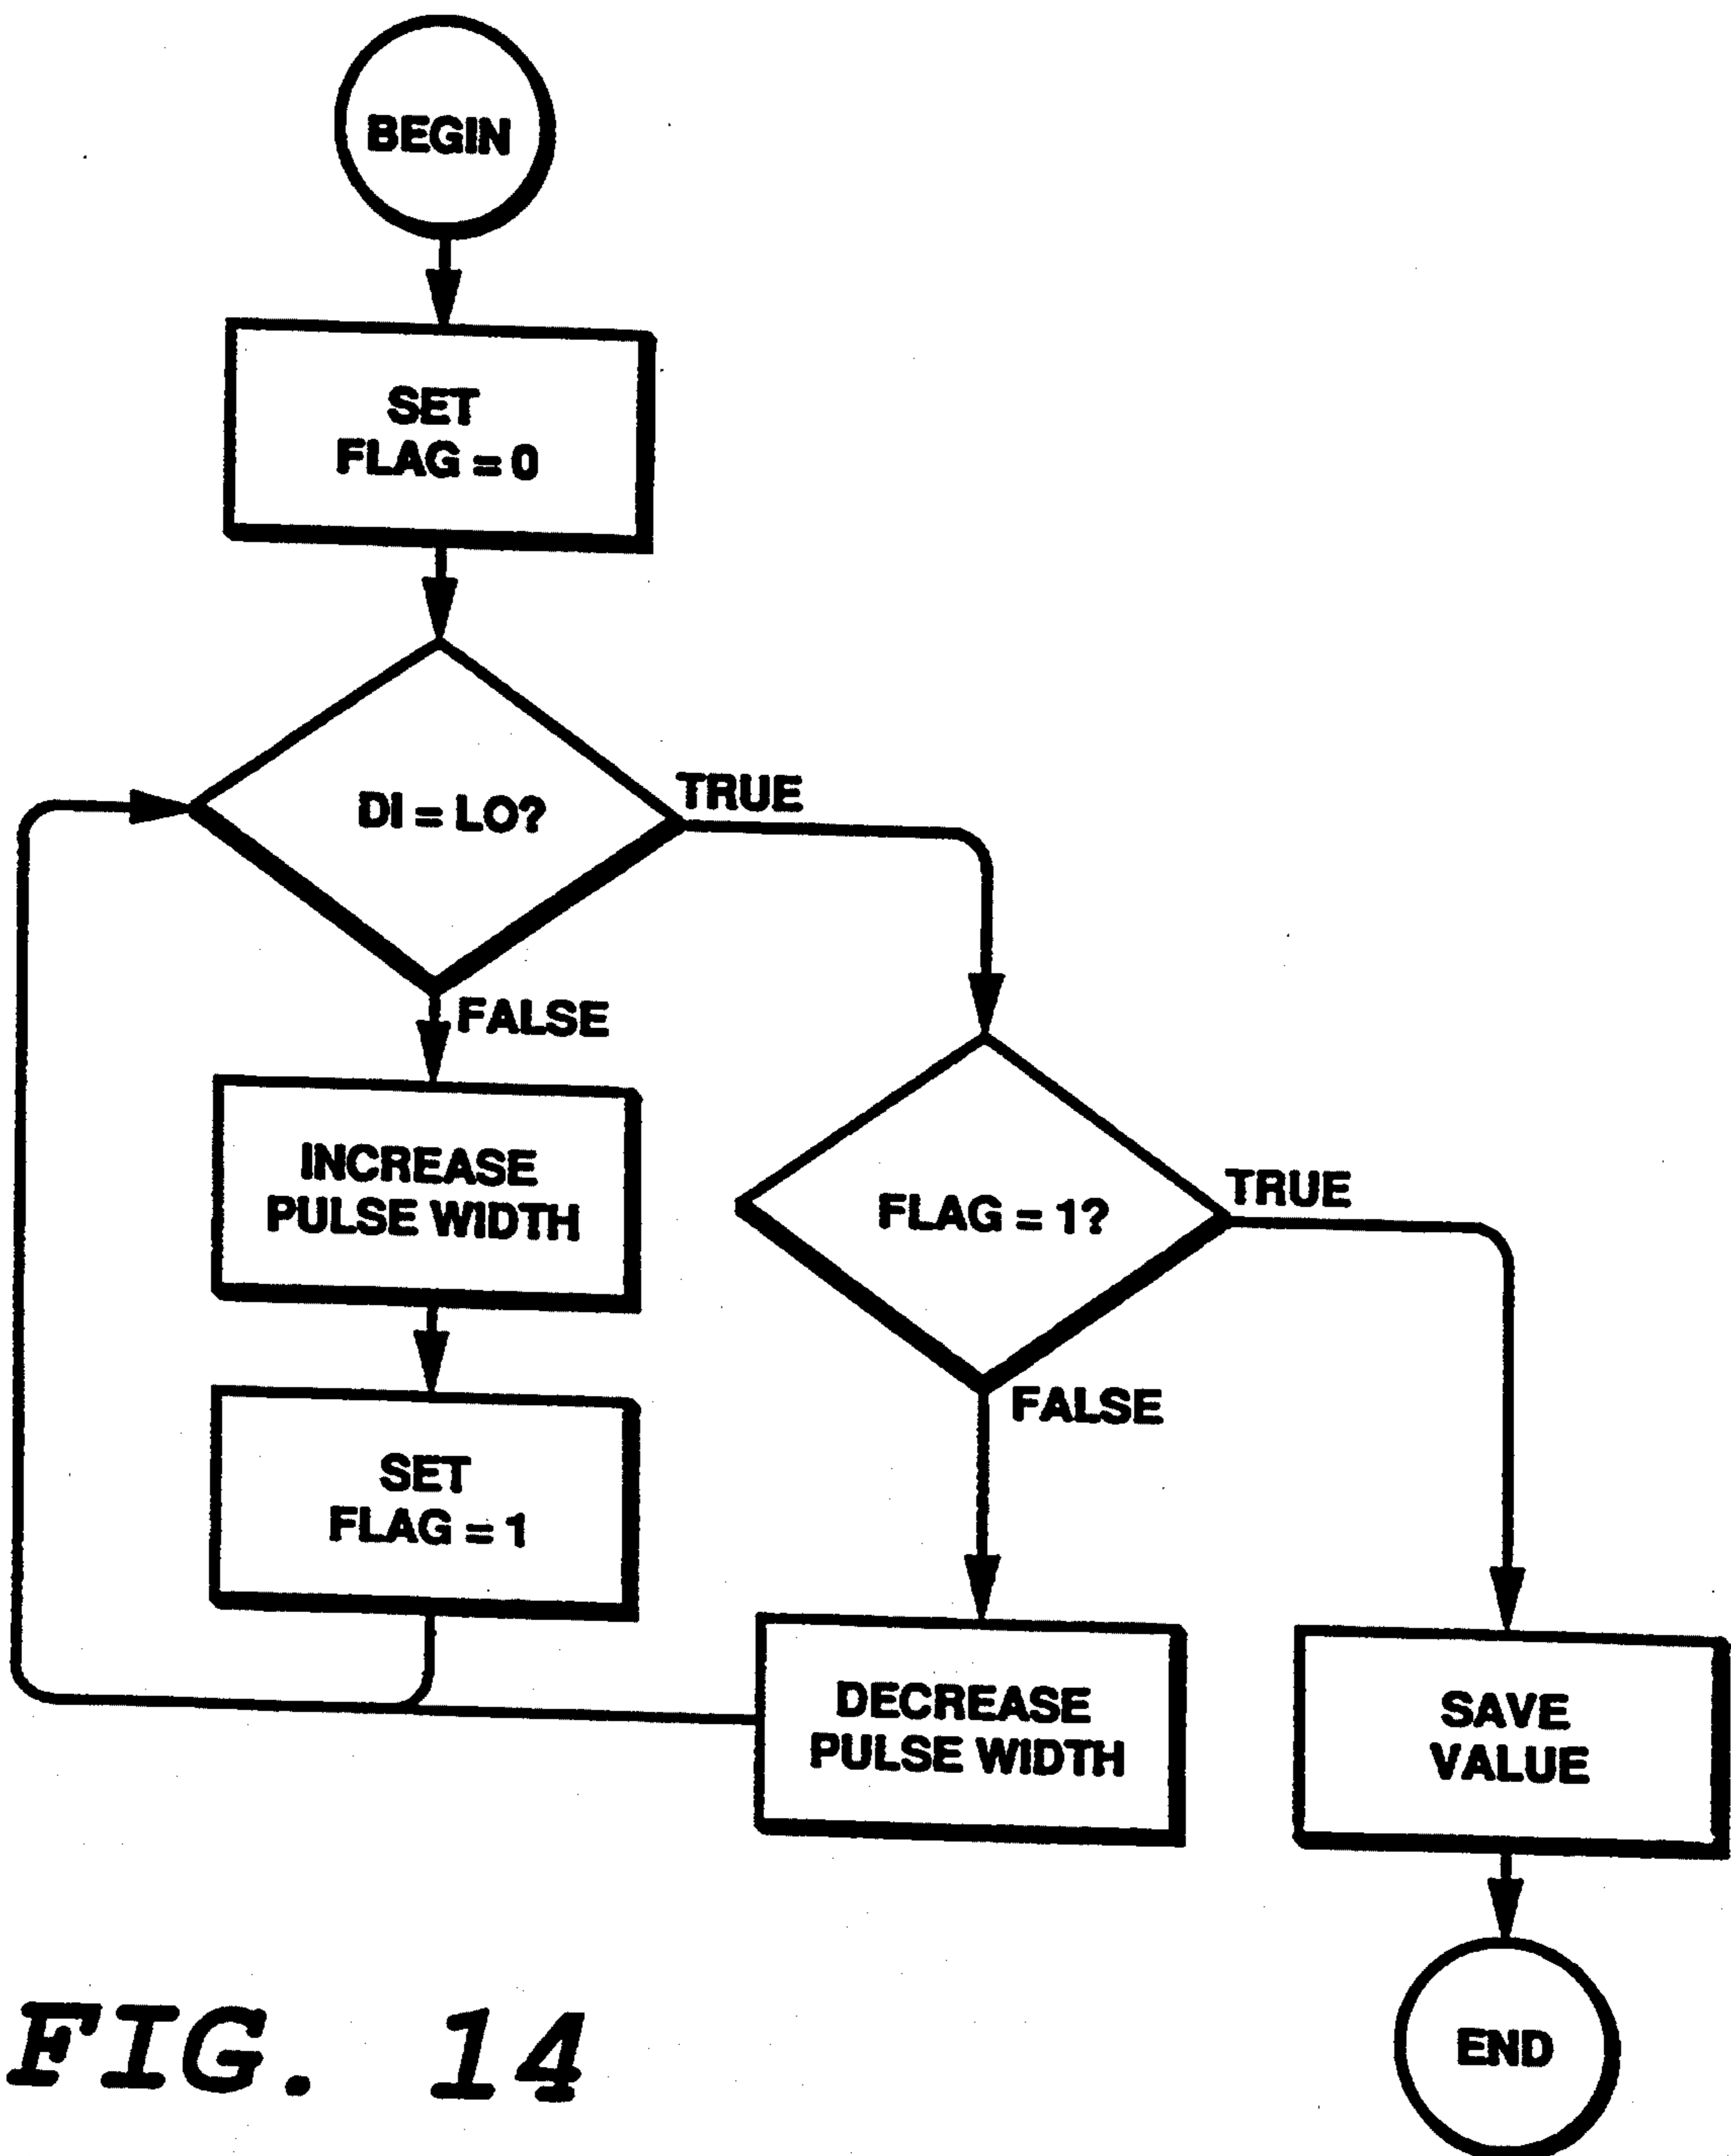 BEGIN
SET
FLAG = 0
DI = LO?
TRUE
FALSE
INCREASE
PULSE WIDTH
SET
FLAG = 1
FLAG = 1?
TRUE
FALSE
DECREASE
PULSE WIDTH
SAVE
VALUE
END
FIG. 14